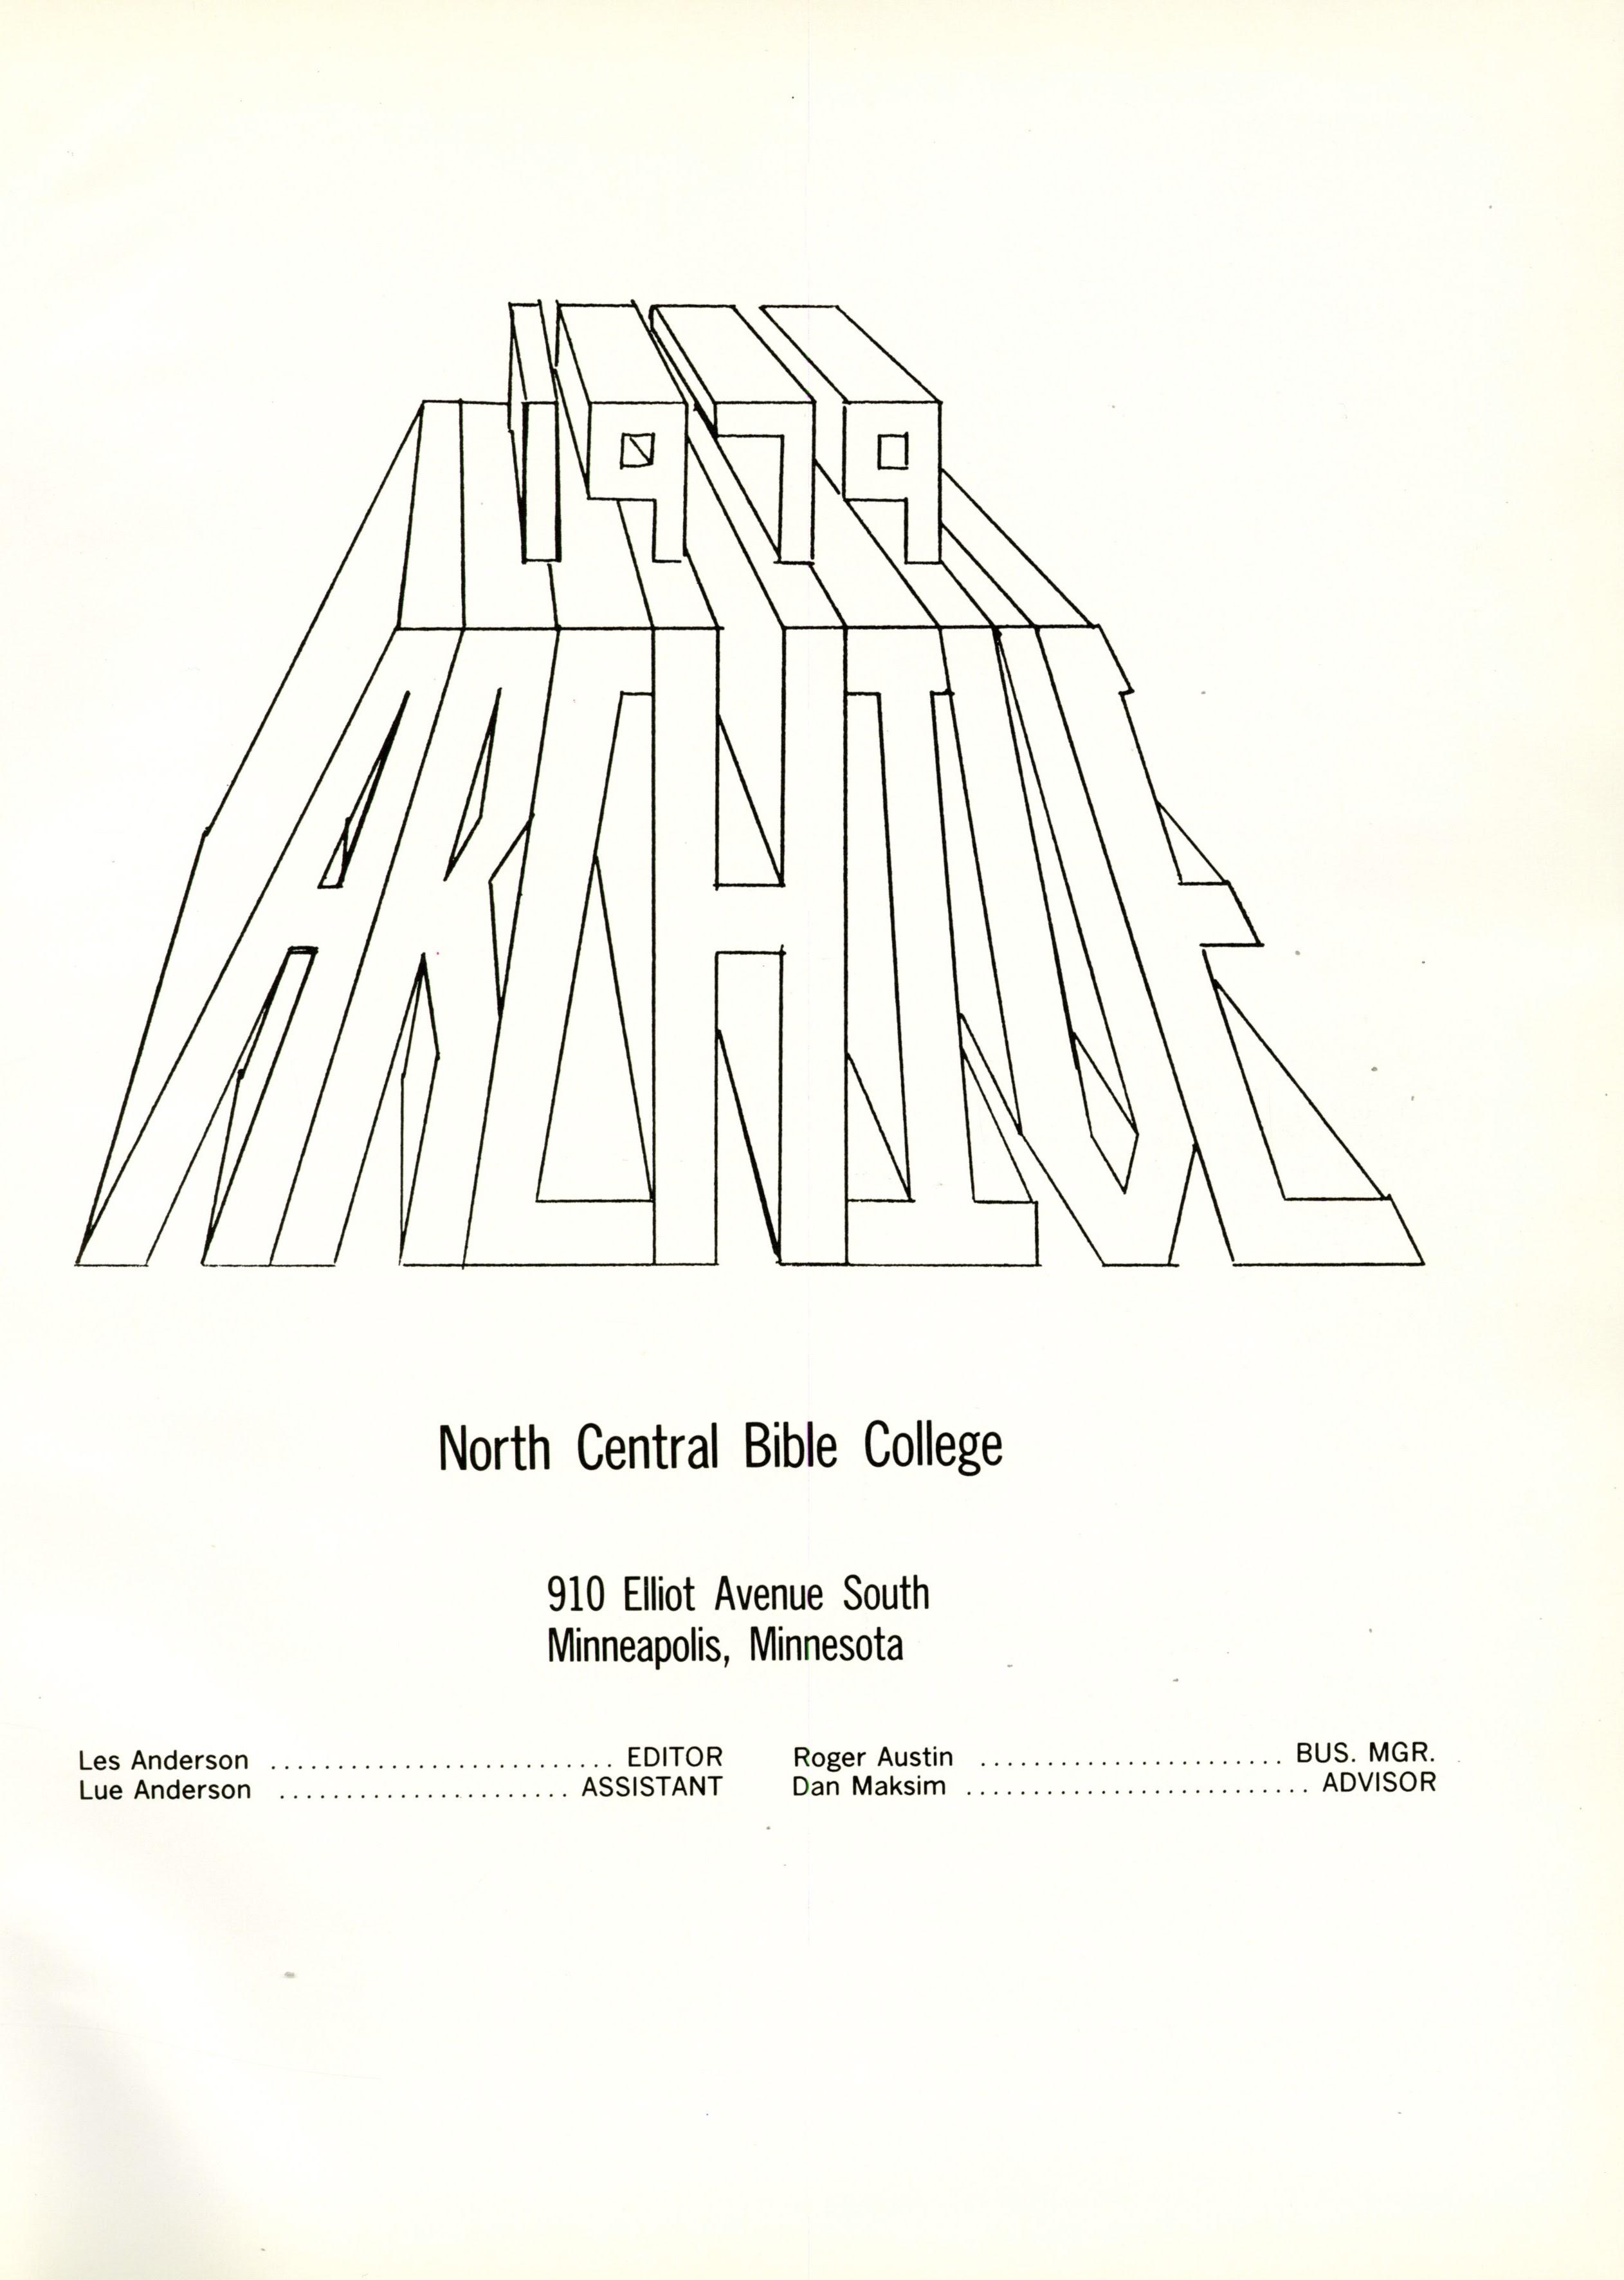 1979
ARCHIVE
North Central Bible College
910 Elliot Avenue South
Minneapolis, Minnesota
Les Anderson ......................... EDITOR
Lue Anderson ...................... ASSISTANT
Roger Austin ....................... BUS. MGR.
Dan Maksim .......................... ADVISOR